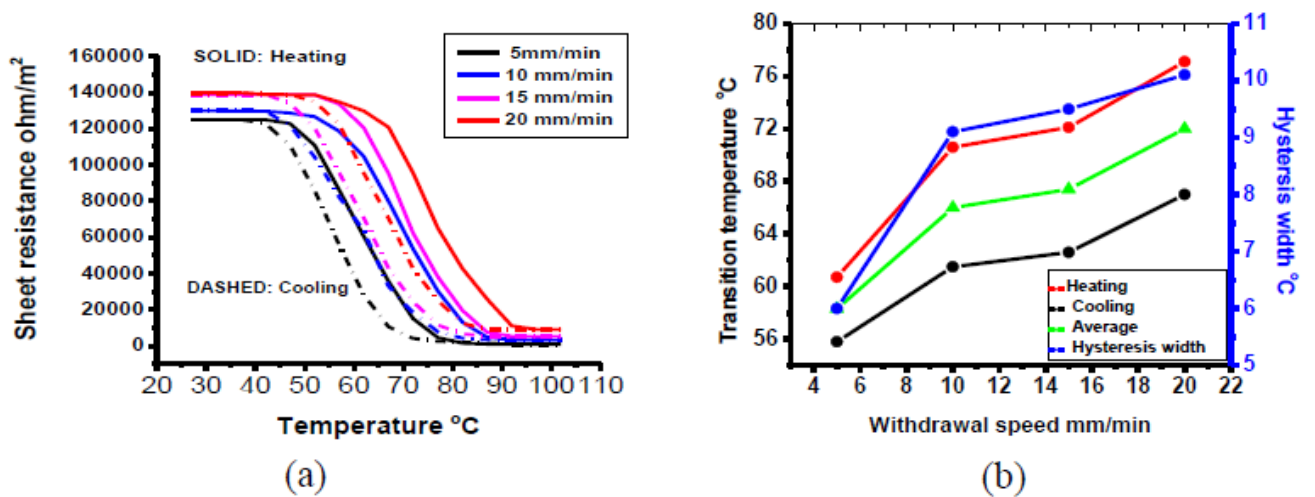 SOLID: Heating
5mm/min
10 mm/min
15 mm/min
20 mm/min
DASHED: Cooling
Sheet resistance ohm/m²
160000
140000
120000
100000
80000
60000
40000
20000
0
20 30 40 50 60 70 80 90 100 110
Temperature °C
(a)
Transition temperature °C
80
76
72
68
64
60
56
Heating
Cooling
Average
Hysteresis width
11
10
9
8
7
6
5
Hystersis width °C
4 6 8 10 12 14 16 18 20 22
Withdrawal speed mm/min
(b)